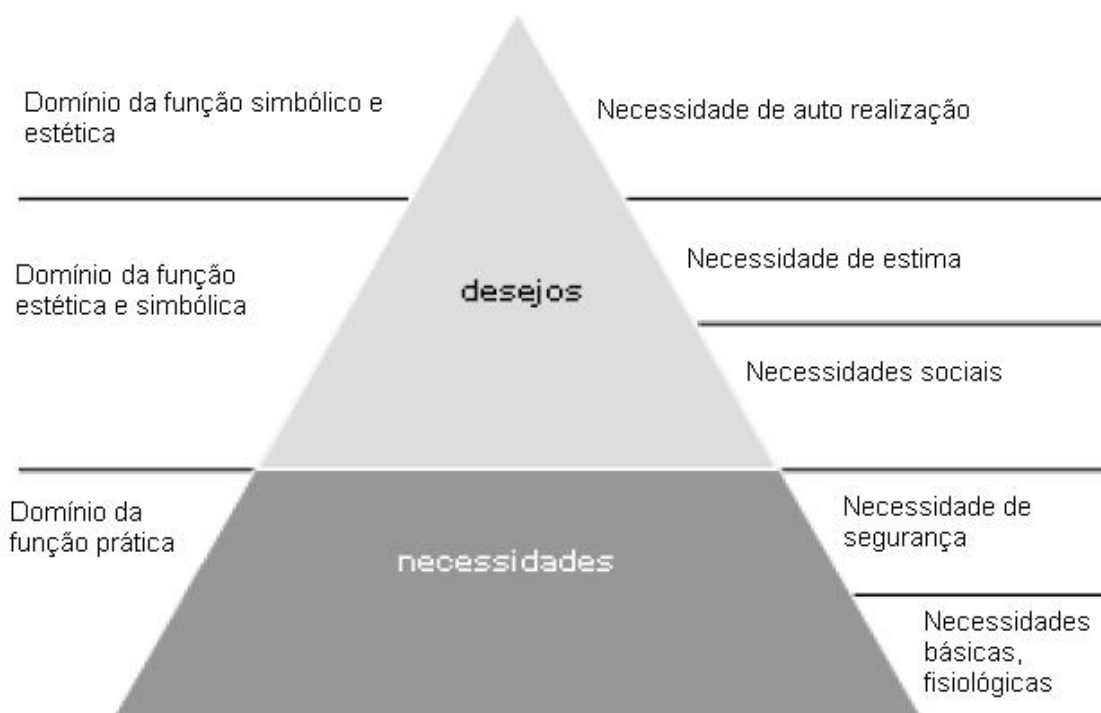 Domínio da função simbólico e
estética
Necessidade de auto realização
Domínio da função
estética e simbólica
desejos
Necessidade de estima
Necessidades sociais
Domínio da
função prática
necessidades
Necessidade de
segurança
Necessidades
básicas,
fisiológicas